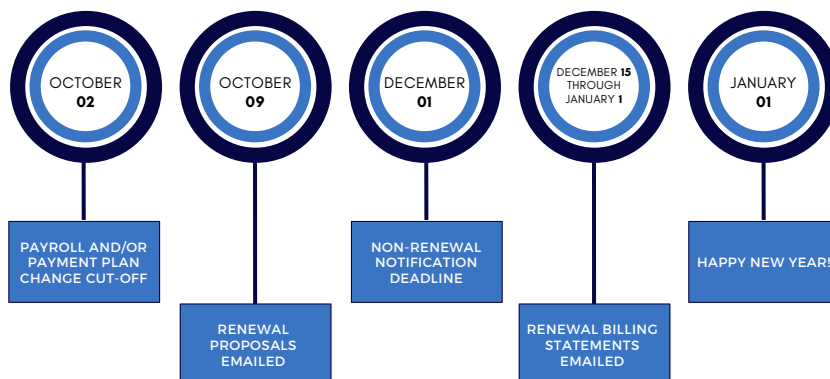 OCTOBER
02
OCTOBER
09
DECEMBER
01
DECEMBER 15
THROUGH
JANUARY 1
JANUARY
01
PAYROLL AND/OR
PAYMENT PLAN
CHANGE CUT-OFF
RENEWAL
PROPOSALS
EMAILED
NON-RENEWAL
NOTIFICATION
DEADLINE
RENEWAL BILLING
STATEMENTS
EMAILED
HAPPY NEW YEAR!